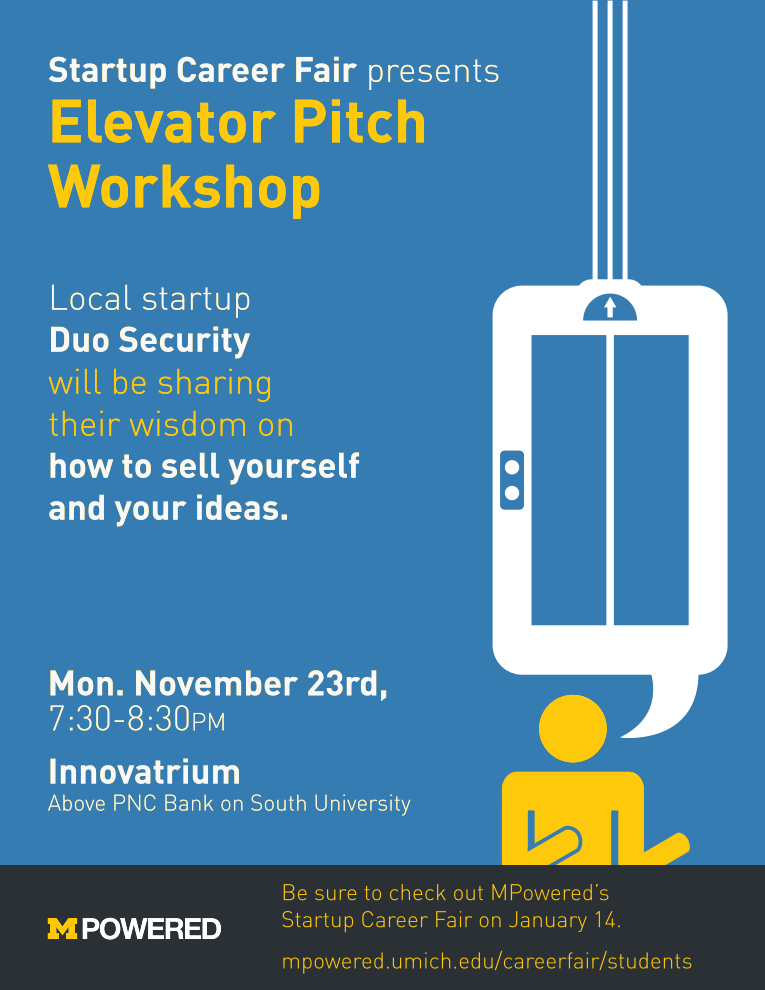 Startup Career Fair presents
Elevator Pitch
Workshop
Local startup
Duo Security
will be sharing
their wisdom on
how to sell yourself
and your ideas.
Mon. November 23rd,
7:30-8:30PM
Innovatrium
Above PNC Bank on South University
M POWERED
Be sure to check out MPowered's
Startup Career Fair on January 14.
mpowered.umich.edu/careerfair/students